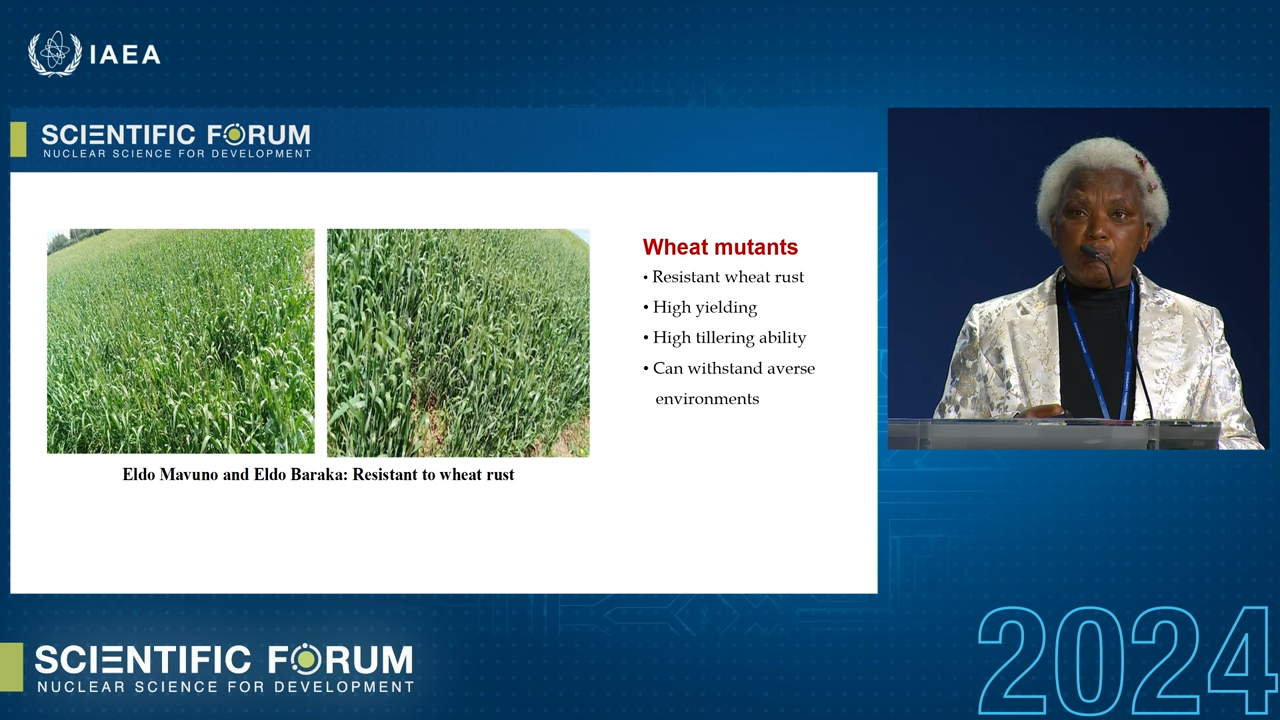 IAEA
SCIENTIFIC FORUM
NUCLEAR SCIENCE FOR DEVELOPMENT
Wheat mutants
• Resistant wheat rust
• High yielding
• High tillering ability
• Can withstand averse
environments
Eldo Mavuno and Eldo Baraka: Resistant to wheat rust
SCIENTIFIC FORUM
NUCLEAR SCIENCE FOR DEVELOPMENT
2024